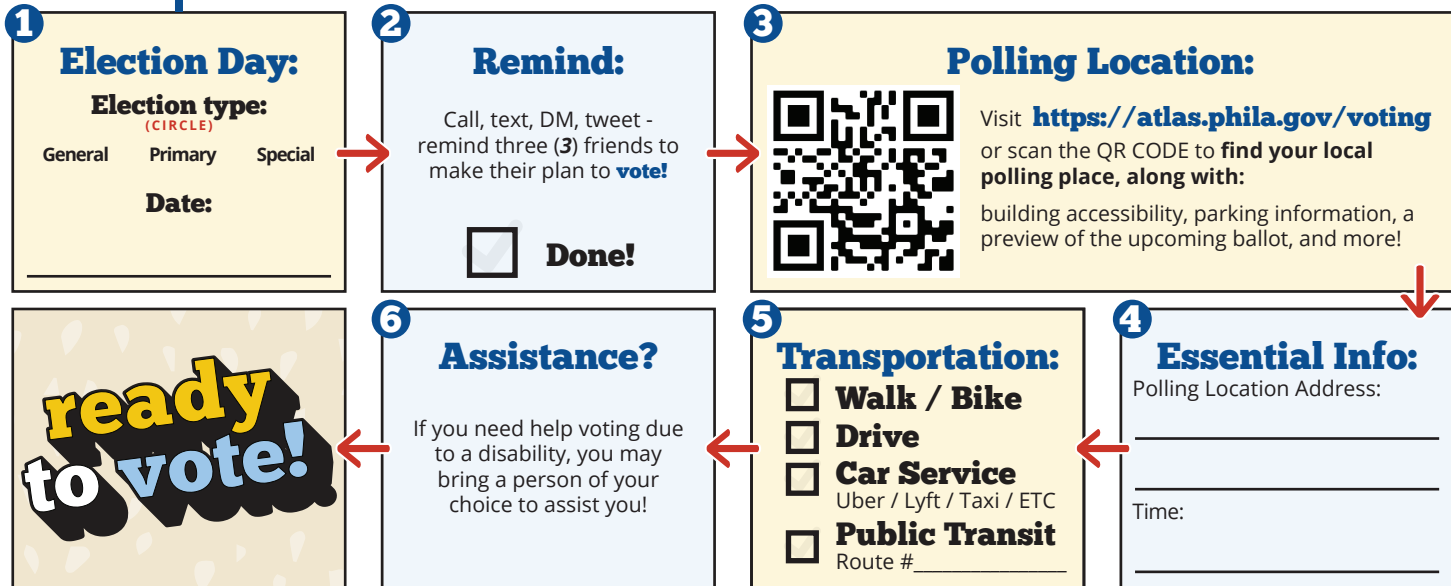 1
Election Day:
Election type:
(CIRCLE)
General Primary Special
Date:
2
Remind:
Call, text, DM, tweet -
remind three (3) friends to
make their plan to vote!
Done!
3
Polling Location:
Visit https://atlas.phila.gov/voting
or scan the QR CODE to find your local
polling place, along with:
building accessibility, parking information, a
preview of the upcoming ballot, and more!
4
Essential Info:
Polling Location Address:
Time:
5
Transportation:
Walk / Bike
Drive
Car Service
Uber / Lyft / Taxi / ETC
Public Transit
Route #________________
6
Assistance?
If you need help voting due
to a disability, you may
bring a person of your
choice to assist you!
ready
to vote!